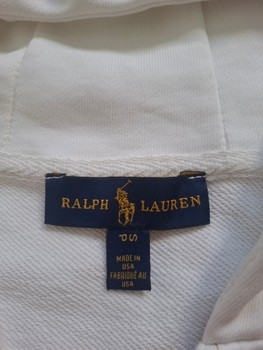 RALPH LAUREN
S P
MADE IN
USA
FABRIQUÉ AU
USA